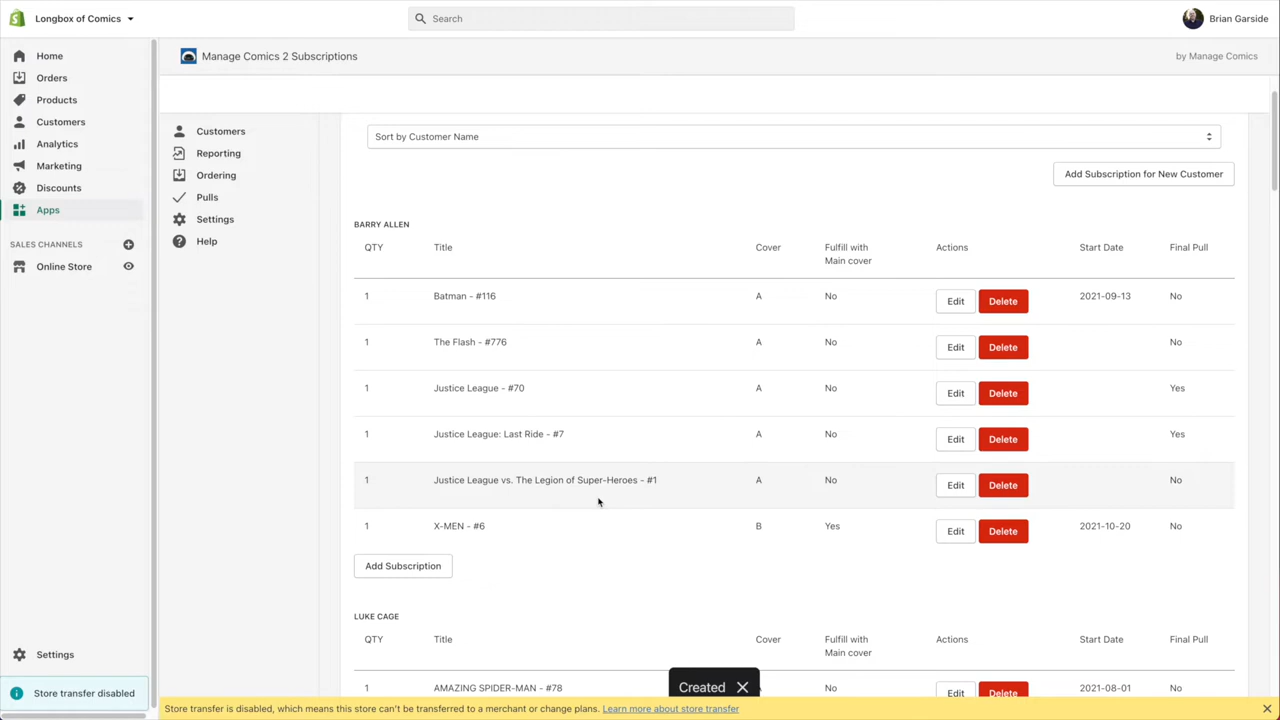 Longbox of Comics
Search
Brian Garside
Home
Orders
Products
Customers
Analytics
Marketing
Discounts
Apps
SALES CHANNELS
Online Store
Settings
Store transfer disabled
Manage Comics 2 Subscriptions
by Manage Comics
Customers
Reporting
Ordering
Pulls
Settings
Help
Sort by Customer Name
Add Subscription for New Customer
BARRY ALLEN
QTY Title Cover Fulfill with Main cover Actions Start Date Final Pull
1 Batman - #116 A No Edit Delete 2021-09-13 No
1 The Flash - #776 A No Edit Delete No
1 Justice League - #70 A No Edit Delete Yes
1 Justice League: Last Ride - #7 A No Edit Delete Yes
1 Justice League vs. The Legion of Super-Heroes - #1 A No Edit Delete No
1 X-MEN - #6 B Yes Edit Delete 2021-10-20 No
Add Subscription
LUKE CAGE
QTY Title Cover Fulfill with Main cover Actions Start Date Final Pull
1 AMAZING SPIDER-MAN - #78 No Edit Delete 2021-08-01 No
Created
Store transfer is disabled, which means this store can't be transferred to a merchant or change plans. Learn more about store transfer